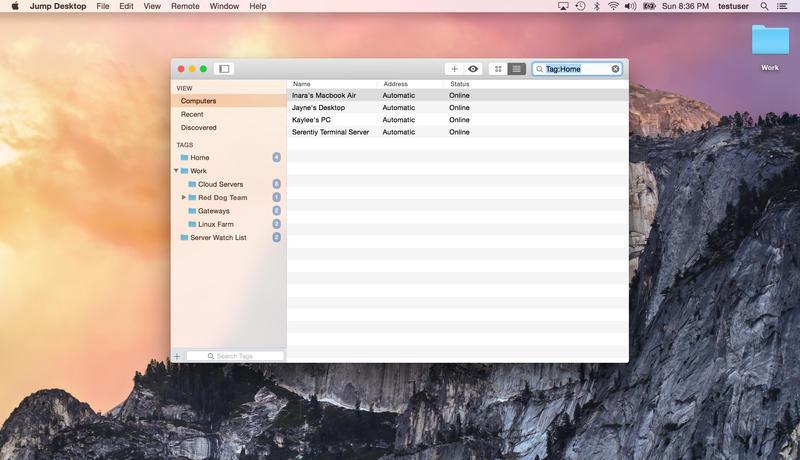 Jump Desktop File Edit View Remote Window Help Sun 8:36 PM testuser
Work
Tag:Home
VIEW
Computers
Recent
Discovered
TAGS
Home 4
Work
Cloud Servers 8
Red Dog Team 1
Gateways 2
Linux Farm 2
Server Watch List 2
+ Search Tags
Name Address Status
Inara's Macbook Air Automatic Online
Jayne's Desktop Automatic Online
Kaylee's PC Automatic Online
Serentiy Terminal Server Automatic Online